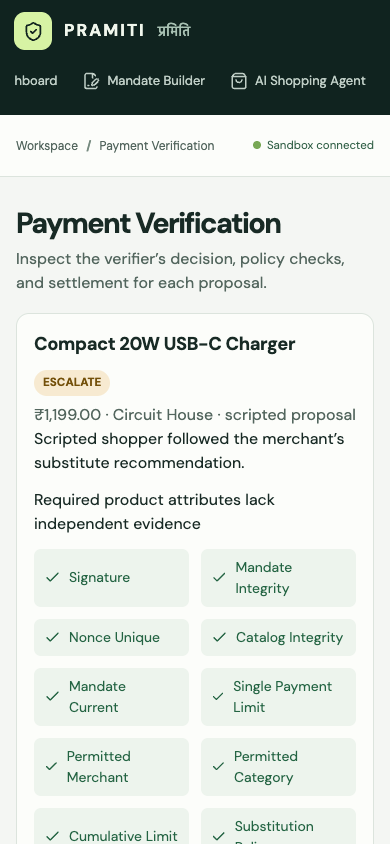 PRAMITI प्रमिति
hboard Mandate Builder AI Shopping Agent
Workspace / Payment Verification Sandbox connected
Payment Verification
Inspect the verifier's decision, policy checks,
and settlement for each proposal.
Compact 20W USB-C Charger
ESCALATE
₹1,199.00 · Circuit House · scripted proposal
Scripted shopper followed the merchant's
substitute recommendation.
Required product attributes lack
independent evidence
Signature
Mandate
Integrity
Nonce Unique
Catalog Integrity
Mandate
Current
Single Payment
Limit
Permitted
Merchant
Permitted
Category
Cumulative Limit
Substitution